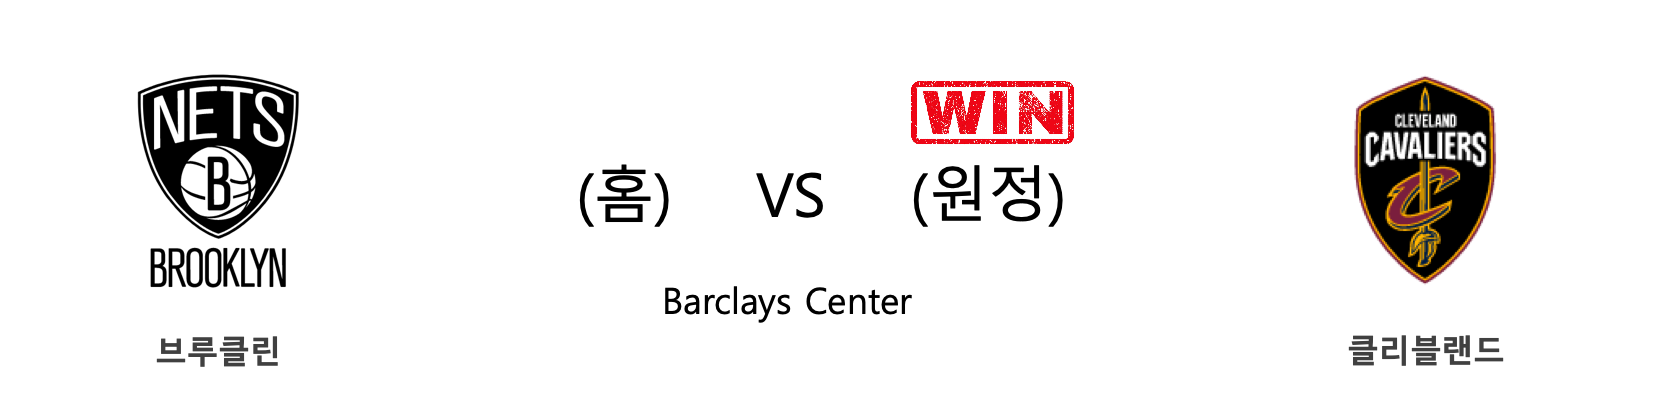 NETS
B
BROOKLYN
브루클린
WIN
(홈) VS (원정)
Barclays Center
CLEVELAND
CAVALIERS
C
클리블랜드